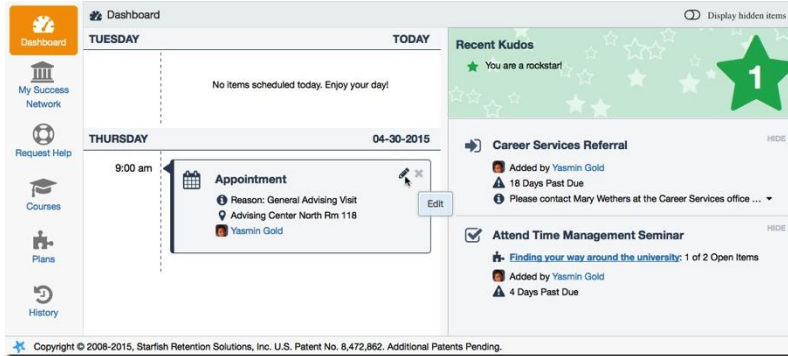 Dashboard
Display hidden items
Dashboard
My Success
Network
Request Help
Courses
Plans
History
TUESDAY TODAY
No items scheduled today. Enjoy your day!
THURSDAY 04-30-2015
9:00 am
Appointment
Reason: General Advising Visit
Advising Center North Rm 118
Yasmin Gold
Edit
Recent Kudos
You are a rockstar!
1
Career Services Referral
HIDE
Added by Yasmin Gold
18 Days Past Due
Please contact Mary Wethers at the Career Services office ...
Attend Time Management Seminar
HIDE
Finding your way around the university: 1 of 2 Open Items
Added by Yasmin Gold
4 Days Past Due
Copyright © 2008-2015, Starfish Retention Solutions, Inc. U.S. Patent No. 8,472,862. Additional Patents Pending.